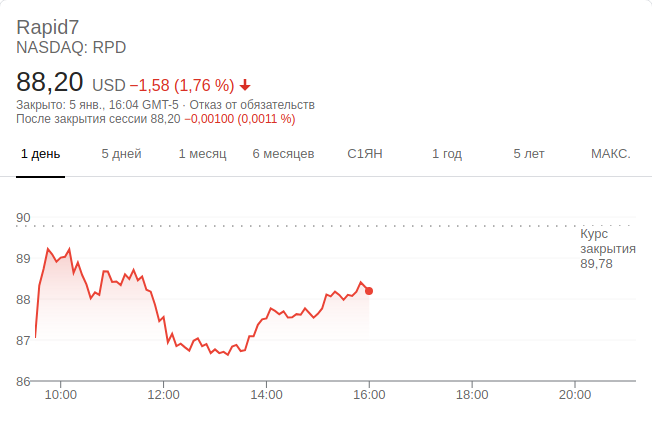 Rapid7
NASDAQ: RPD
88,20 USD −1,58 (1,76 %)
Закрыто: 5 янв., 16:04 GMT-5 · Отказ от обязательств
После закрытия сессии 88,20 −0,00100 (0,0011 %)
1 день 5 дней 1 месяц 6 месяцев С1ЯН 1 год 5 лет МАКС.
90
Курс
закрытия
89,78
89
88
87
86
10:00 12:00 14:00 16:00 18:00 20:00